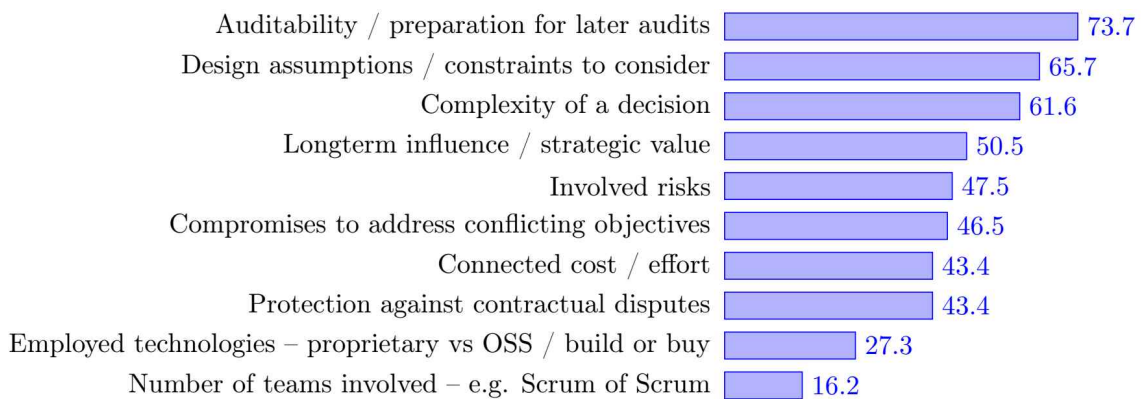 Auditability / preparation for later audits 73.7
Design assumptions / constraints to consider 65.7
Complexity of a decision 61.6
Longterm influence / strategic value 50.5
Involved risks 47.5
Compromises to address conflicting objectives 46.5
Connected cost / effort 43.4
Protection against contractual disputes 43.4
Employed technologies – proprietary vs OSS / build or buy 27.3
Number of teams involved – e.g. Scrum of Scrum 16.2